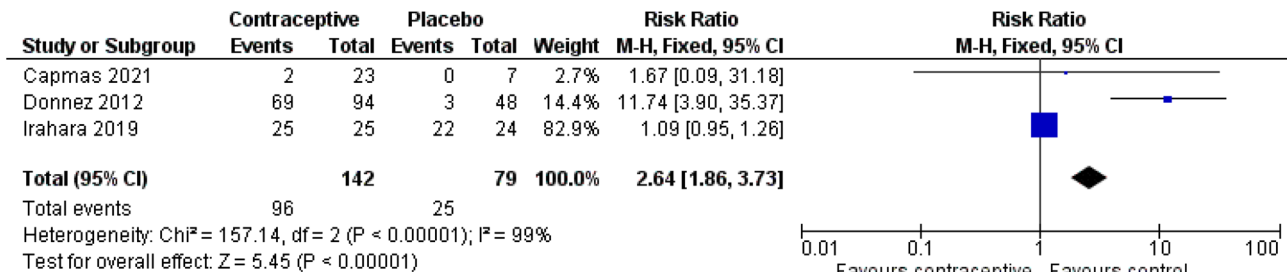 Contraceptive Placebo Risk Ratio Risk Ratio
Study or Subgroup Events Total Events Total Weight M-H, Fixed, 95% CI M-H, Fixed, 95% CI
Capmas 2021 2 23 0 7 2.7% 1.67 [0.09, 31.18]
Donnez 2012 69 94 3 48 14.4% 11.74 [3.90, 35.37]
Irahara 2019 25 25 22 24 82.9% 1.09 [0.95, 1.26]
Total (95% CI) 142 79 100.0% 2.64 [1.86, 3.73]
Total events 96 25
Heterogeneity: Chi² = 157.14, df = 2 (P < 0.00001); I² = 99%
Test for overall effect: Z = 5.45 (P < 0.00001)
0.01 0.1 1 10 100
Favours contraceptive Favours control